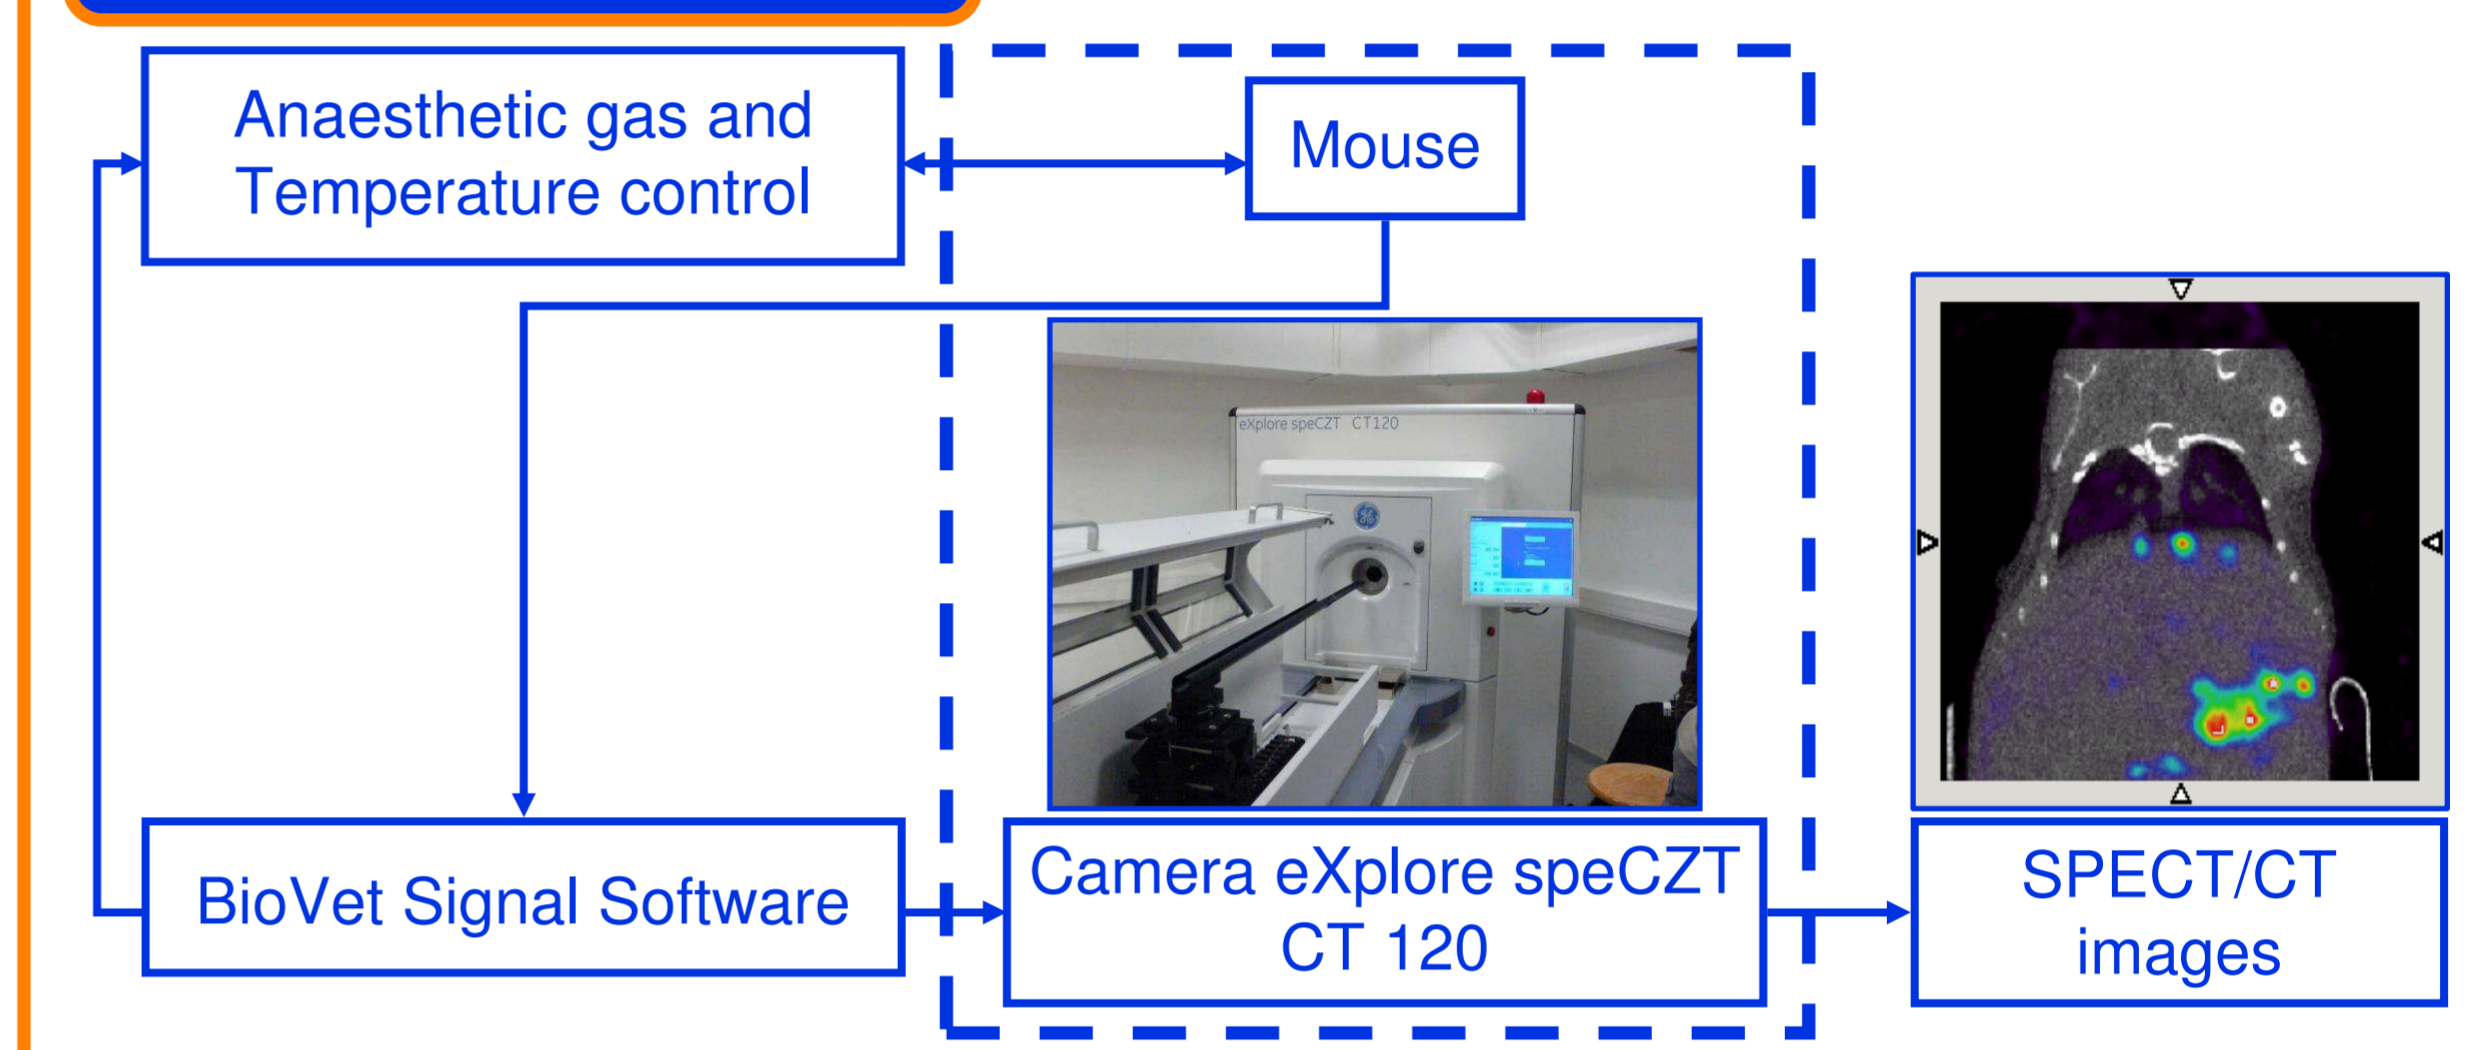 Anaesthetic gas and
Temperature control
Mouse
eXplore speCZT CT120
BioVet Signal Software
Camera eXplore speCZT
CT 120
SPECT/CT
images